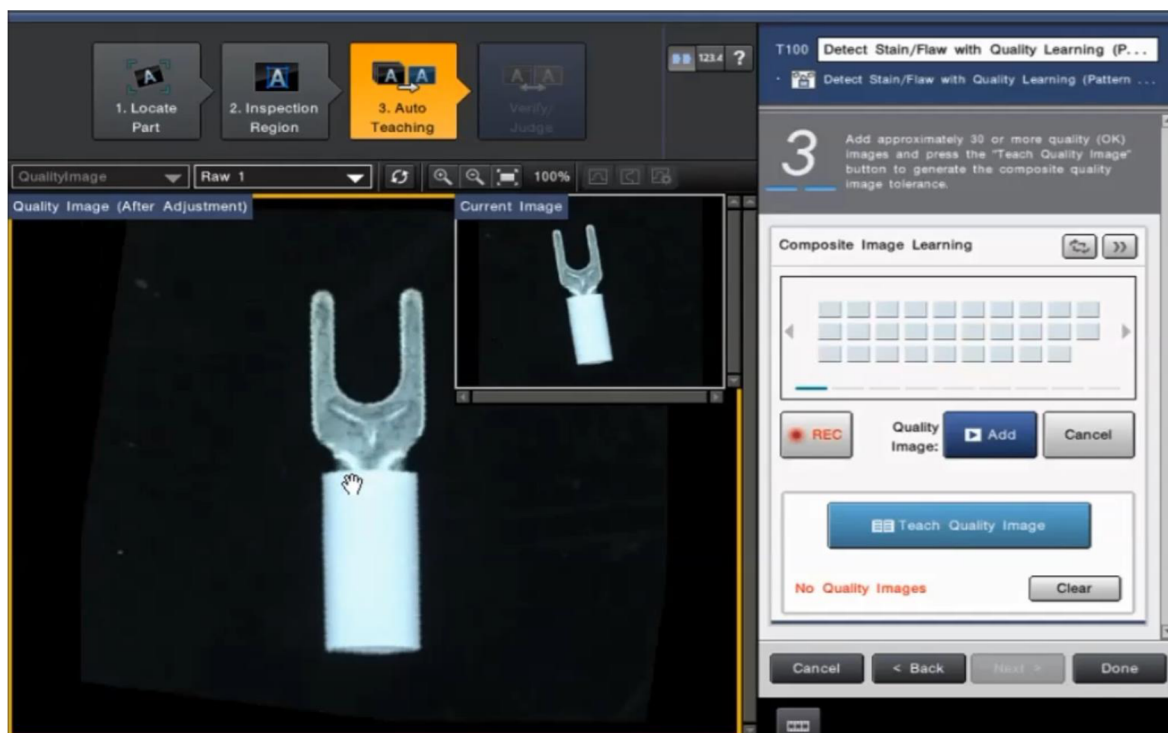 1. Locate
Part
2. Inspection
Region
3. Auto
Teaching
Verify/
Judge
123.4
?
T100
Detect Stain/Flaw with Quality Learning (P...
Detect Stain/Flaw with Quality Learning (Pattern ...
3
Add approximately 30 or more quality (OK)
images and press the "Teach Quality Image"
button to generate the composite quality
image tolerance.
QualityImage
Raw 1
100%
Quality Image (After Adjustment)
Current Image
Composite Image Learning
REC
Quality
Image:
Add
Cancel
Teach Quality Image
No Quality Images
Clear
Cancel
< Back
Next >
Done